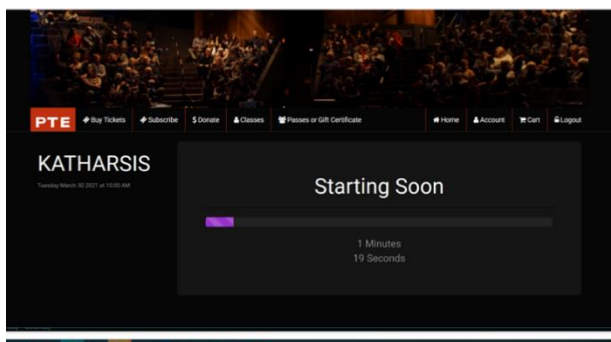 PTE Buy Tickets Subscribe $ Donate Classes Passes or Gift Certificate Home Account Cart Logout
KATHARSIS
Tuesday March 30 2021 at 10:00 AM
Starting Soon
1 Minutes
19 Seconds